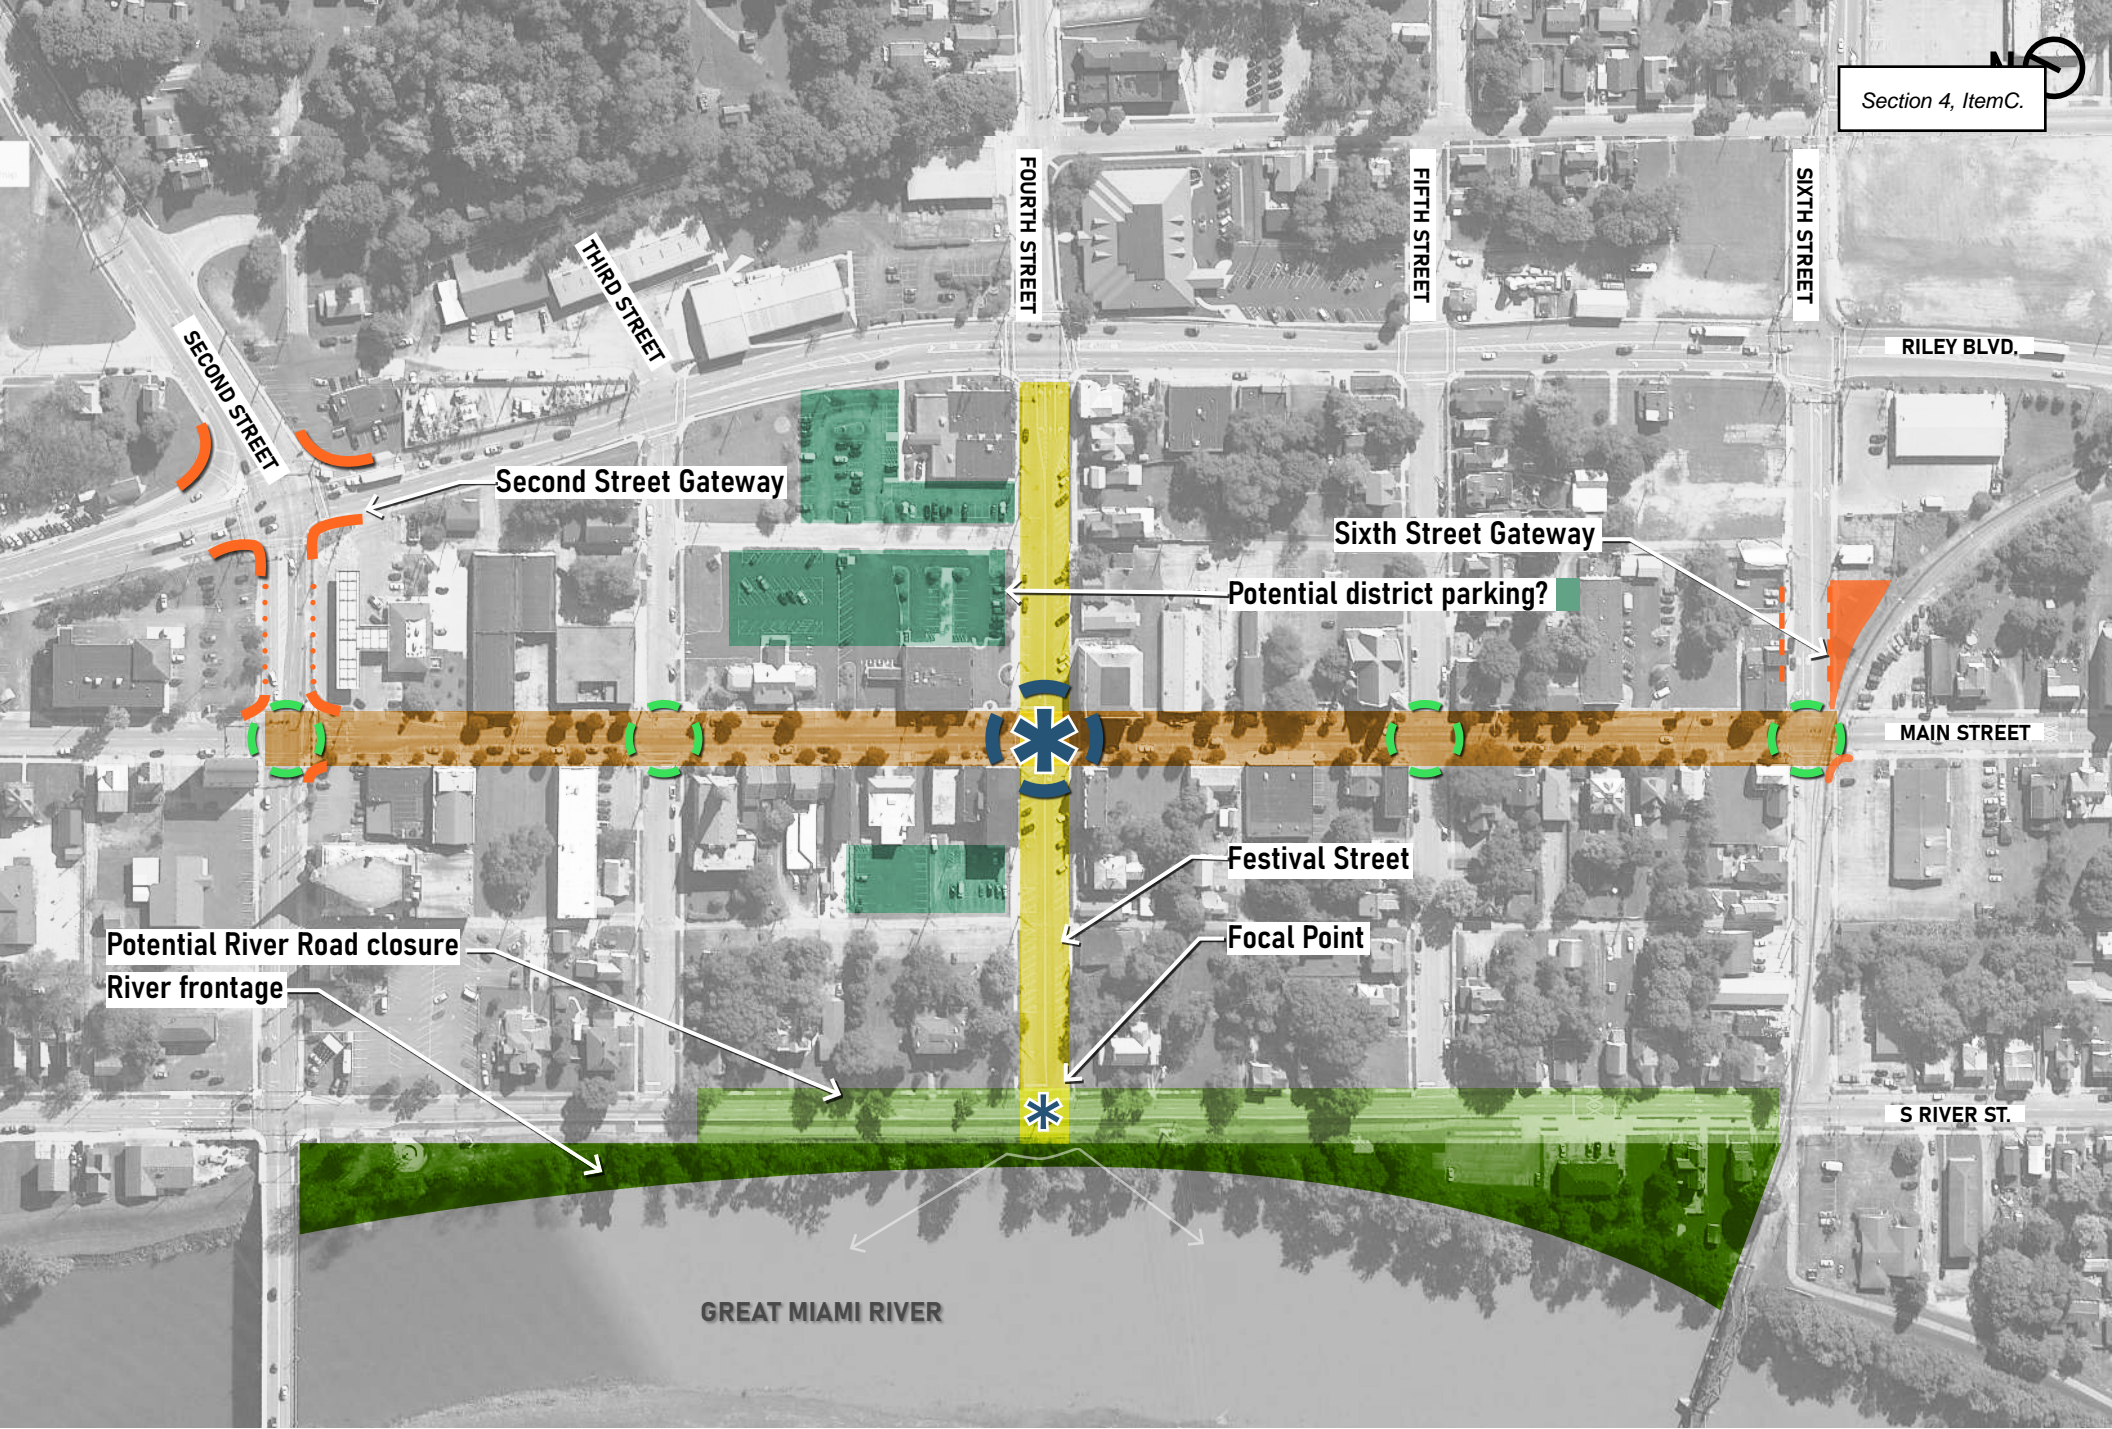 N
Section 4, ItemC.
FOURTH STREET
FIFTH STREET
SIXTH STREET
THIRD STREET
SECOND STREET
RILEY BLVD.
Second Street Gateway
Sixth Street Gateway
Potential district parking?
MAIN STREET
Festival Street
Focal Point
Potential River Road closure
River frontage
S RIVER ST.
GREAT MIAMI RIVER